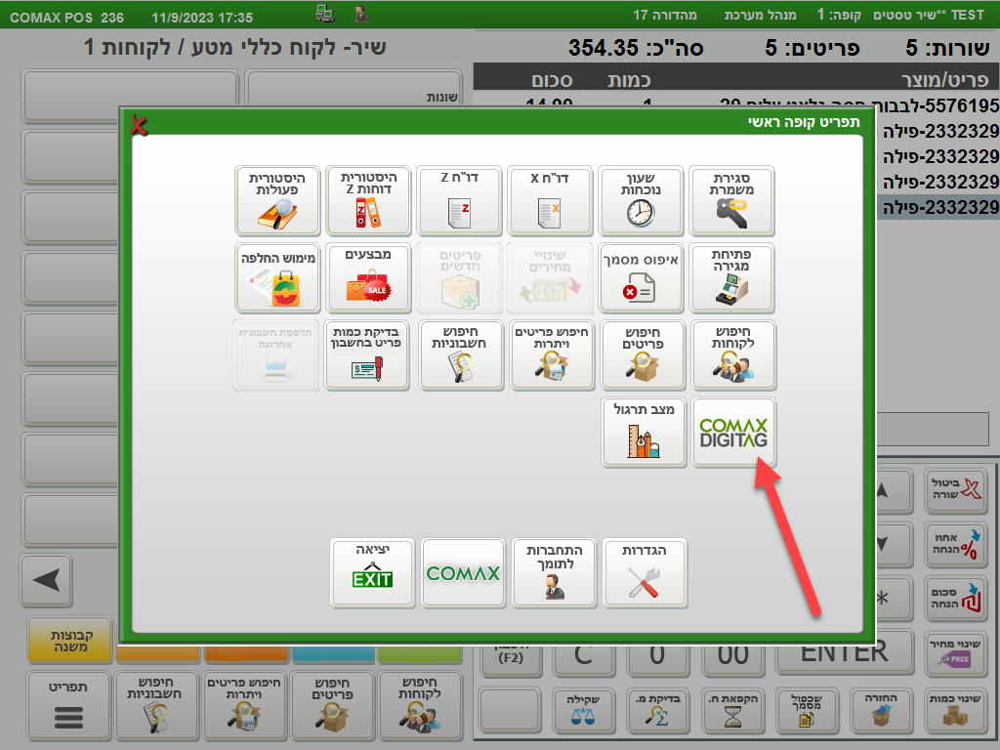 COMAX POS 236
11/9/2023 17:35
מהדורה 17
מנהל מערכת
קופה: 1
TEST **שיר טסטים
שיר- לקוח כללי מטע / לקוחות 1
שורות: 5
פריטים: 5
סה"כ: 354.35
פריט/מוצר
כמות
סכום
שונות
2332329-פילה
2332329-פילה
2332329-פילה
2332329-פילה
תפריט קופה ראשי
סגירת
משמרת
שעון
נוכחות
דו"ח X
דו"ח Z
היסטורית
דוחות Z
היסטורית
פעולות
פתיחת
מגירה
איפוס מסמך
שינויי
מחירים
פריטים
חדשים
מבצעים
SALE
מימוש החלפה
חיפוש
לקוחות
חיפוש
פריטים
חיפוש פריטים
ויתרות
חיפוש
חשבוניות
בדיקת כמות
פריט בחשבון
הדפסת חשבונית
אחרונה
COMAX
DIGITAG
מצב תרגול
הגדרות
התחברות
לתומך
COMAX
יציאה
EXIT
ביטול
שורה
אחוז
הנחה
סכום
הנחה
שינוי מחיר
PRICE
*
(F2)
C
0
00
ENTER
קבוצות
משנה
תפריט
חיפוש
חשבוניות
חיפוש פריטים
ויתרות
חיפוש
פריטים
חיפוש
לקוחות
שקילה
בדיקת מ.
הקפאת ח.
שכפול
מסמך
החזרה
שינוי כמות